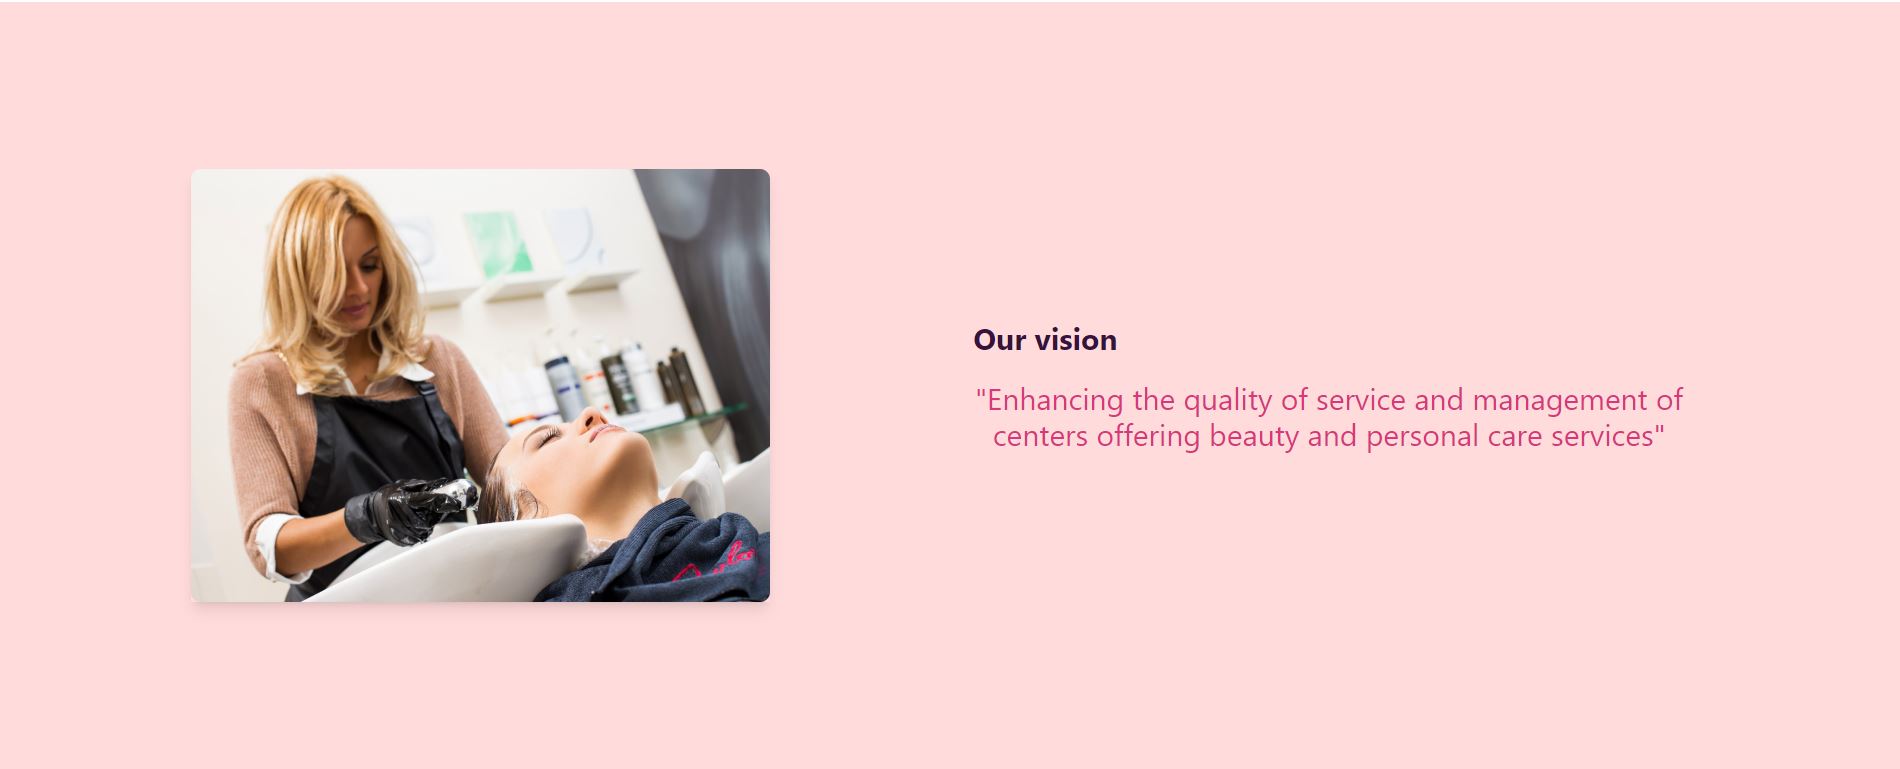 Our vision
"Enhancing the quality of service and management of
centers offering beauty and personal care services"